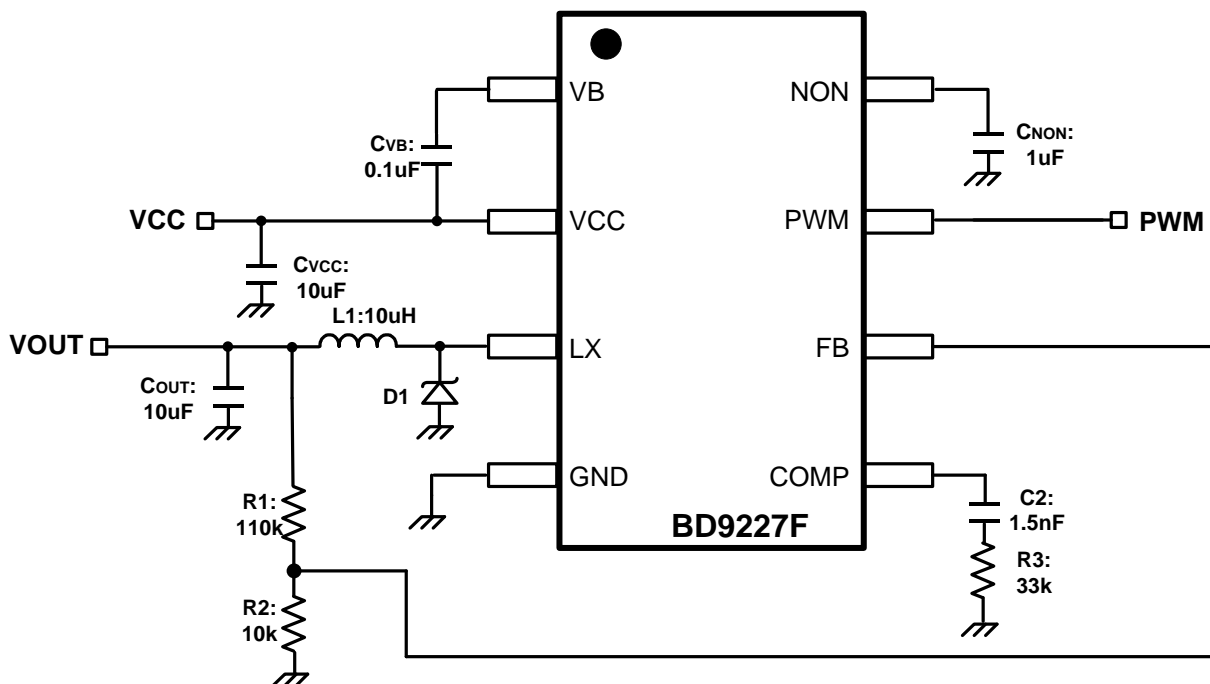 VB
NON
CVB:
0.1uF
CNON:
1uF
VCC
VCC
PWM
PWM
CVCC:
10uF
L1:10uH
VOUT
LX
FB
COUT:
10uF
D1
GND
COMP
R1:
110k
C2:
1.5nF
BD9227F
R3:
33k
R2:
10k